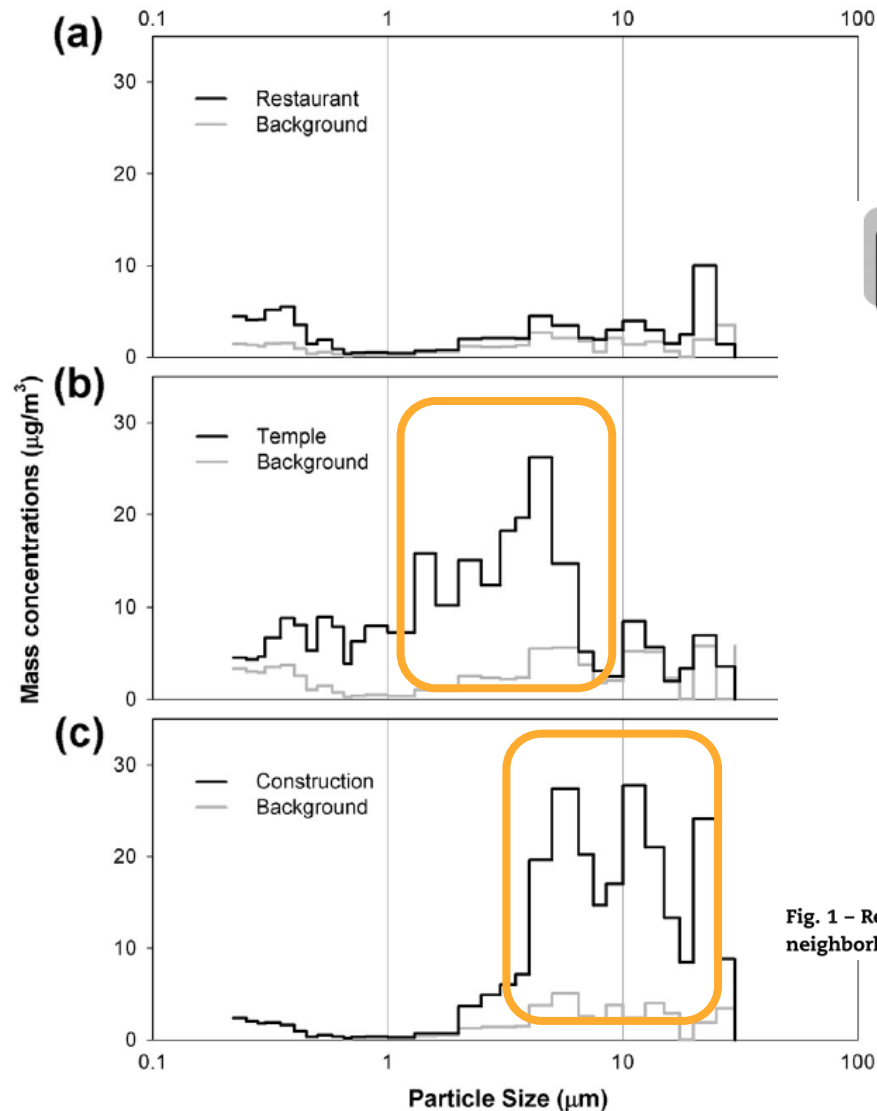 0.1 1 10 100
(a)
30
Restaurant
Background
20
10
0
(b)
30
Temple
Background
20
10
0
Mass concentrations (µg/m³)
(c)
30
Construction
Background
20
10
0
0.1 1 10 100
Particle Size (µm)
Fig. 1 – Re
neighborh